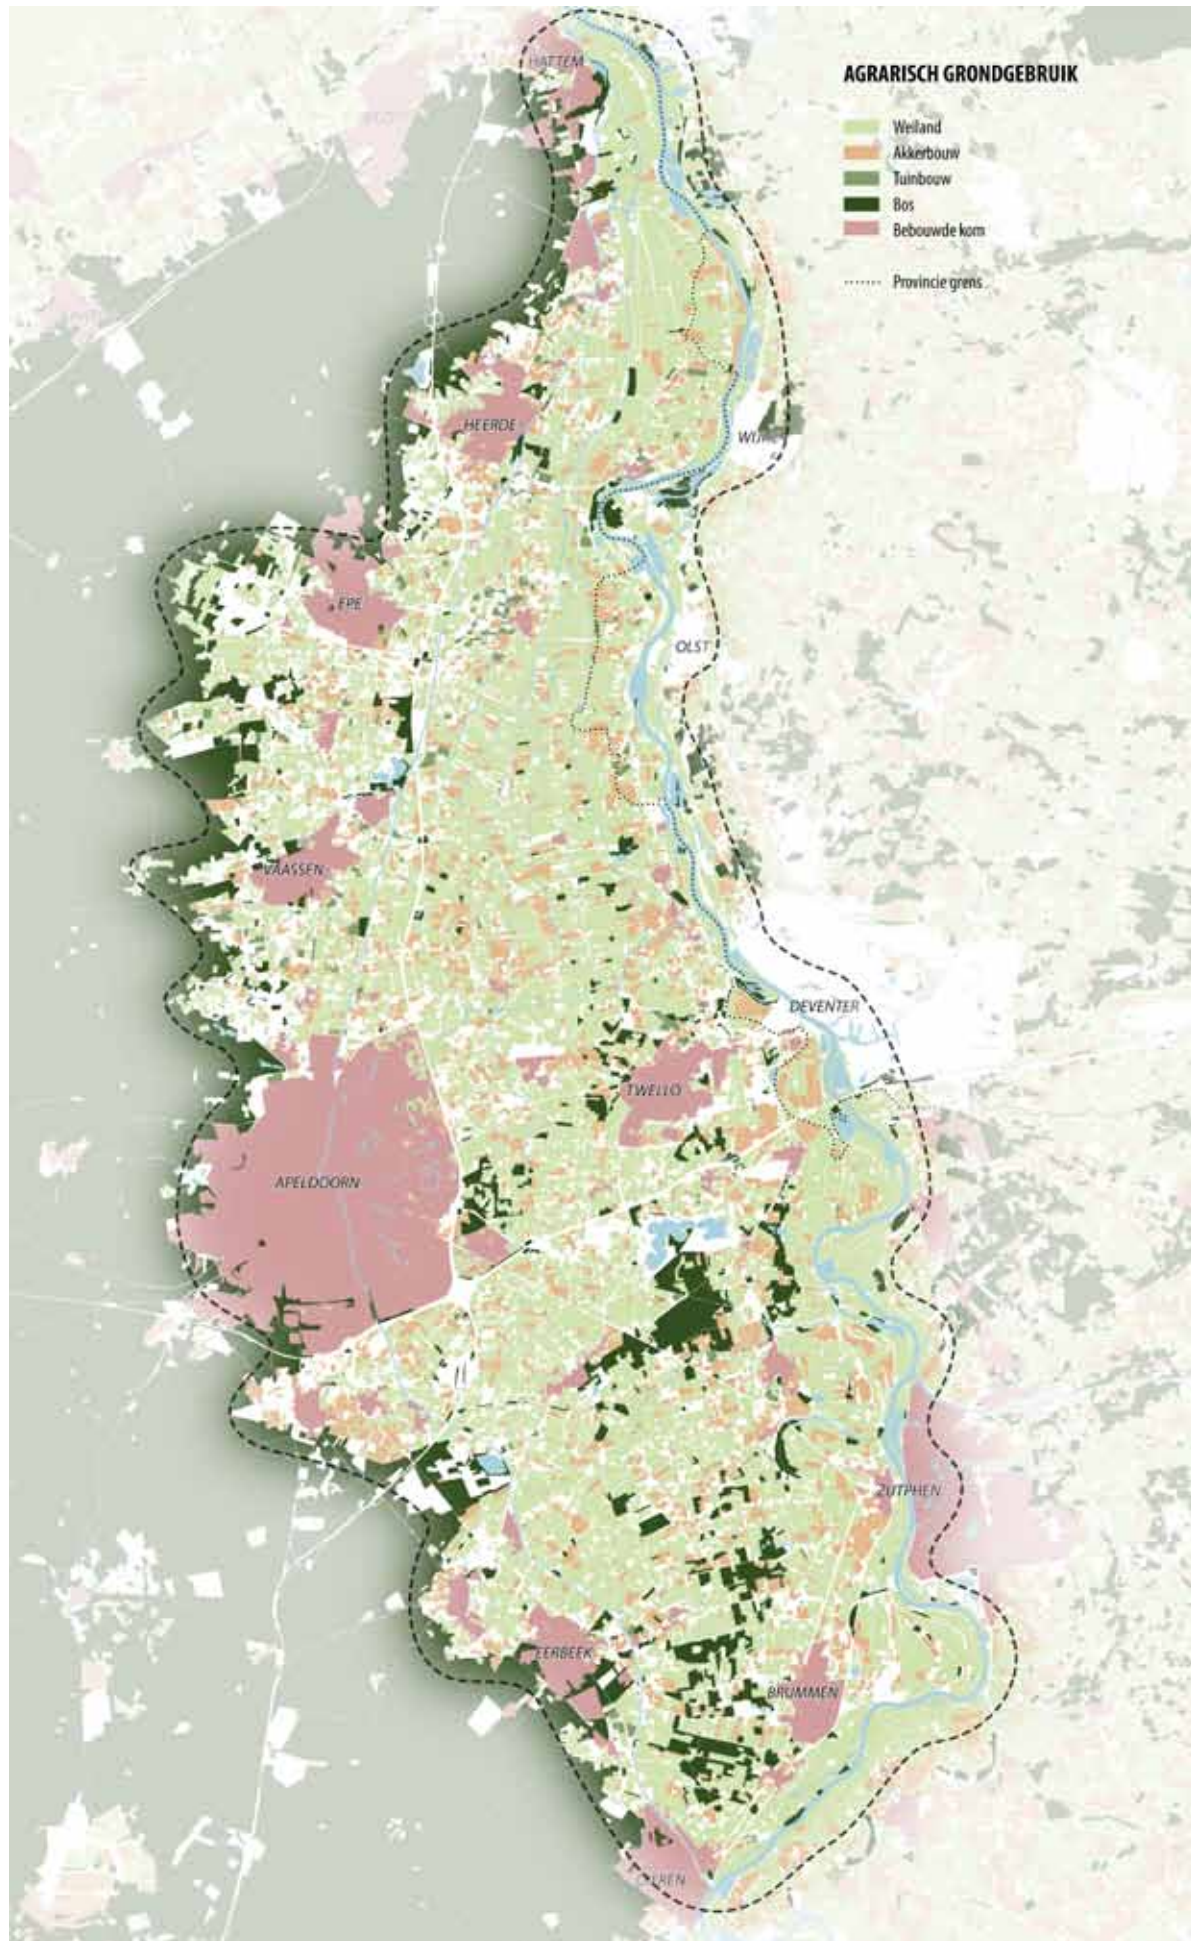 HATTEM
AGRARISCH GRONDGEBRUIK
Weiland
Akkerbouw
Tuinbouw
Bos
Bebouwde kom
Provincie grens
HEERDE
EPE
OLST
VAASSEN
DEVENTER
TWELLO
APELDOORN
ZUTPHEN
EERBEEK
BRUMMEN